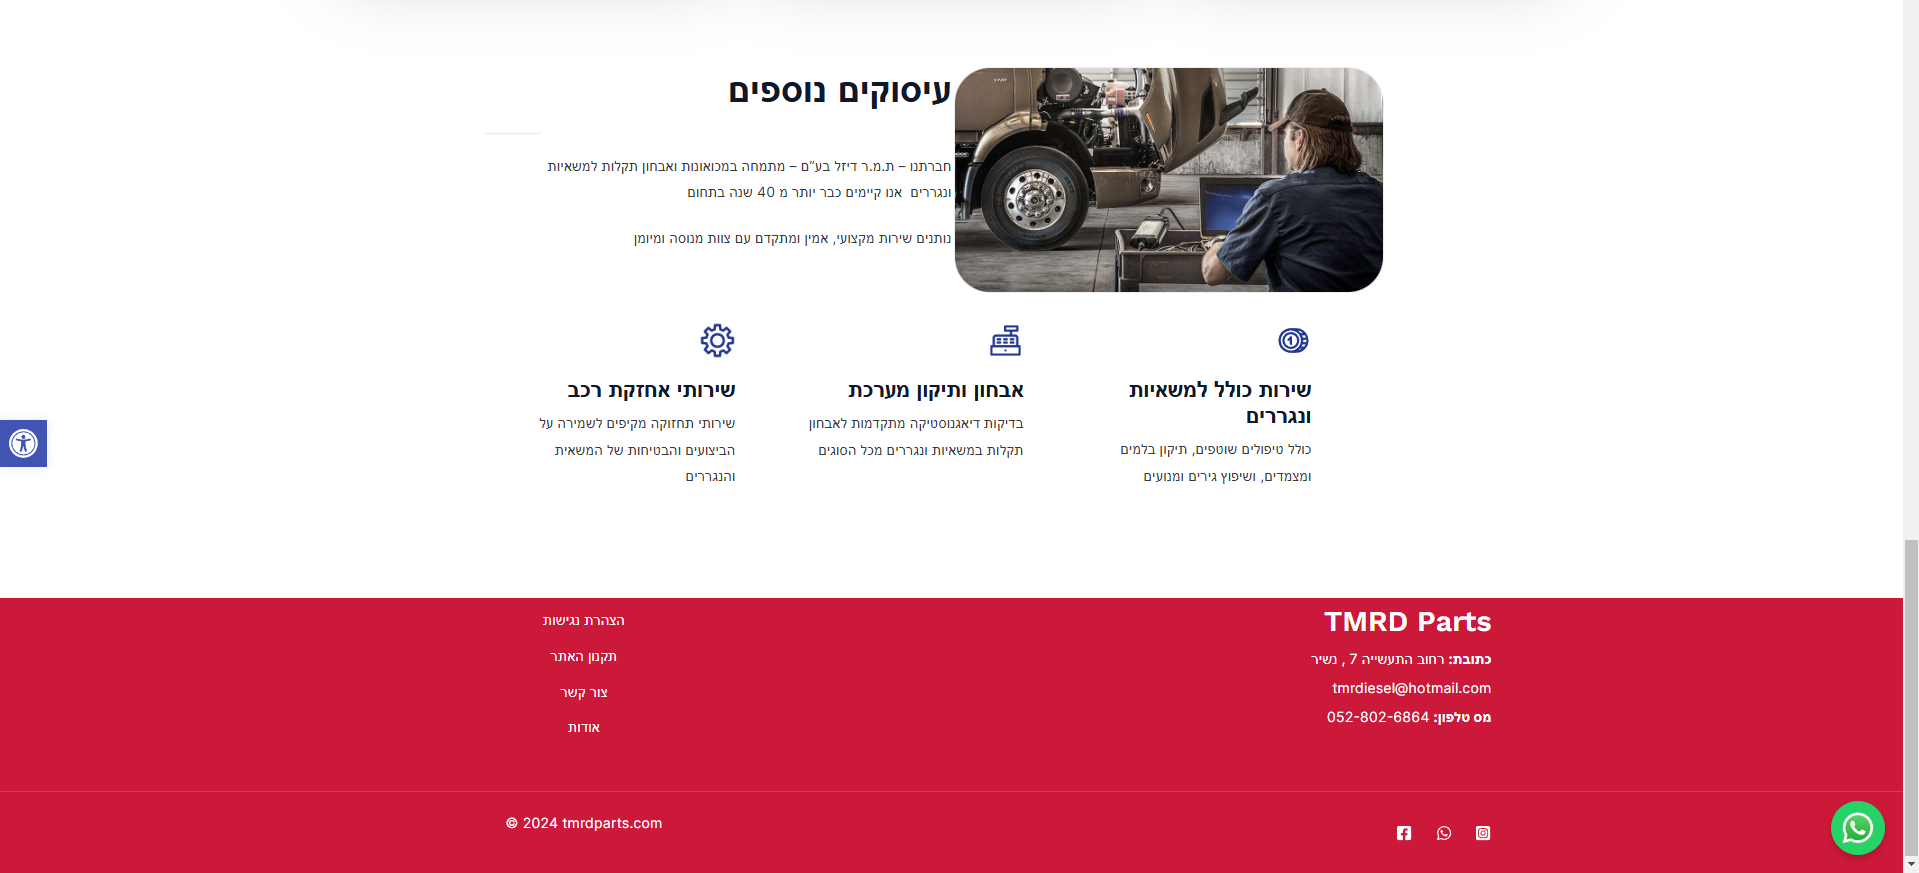 עיסוקים נוספים
חברתנו – ת.מ.ר דיזל בע”ם – מתמחה במכואונות ואבחון תקלות למשאיות
ונגררים  אנו קיימים כבר יותר מ 40 שנה בתחום
נותנים שירות מקצועי, אמין ומתקדם עם צוות מנוסה ומיומן
שירות כולל למשאיות
ונגררים
כולל טיפולים שוטפים, תיקון בלמים
ומצמדים, ושיפוץ גירים ומנועים
אבחון ותיקון מערכת
בדיקות דיאגנוסטיקה מתקדמות לאבחון
תקלות במשאיות ונגררים מכל הסוגים
שירותי אחזקת רכב
שירותי תחזוקה מקיפים לשמירה על
הביצועים והבטיחות של המשאית
והנגררים
TMRD Parts
כתובת: רחוב התעשייה 7 , נשיר
tmrdiesel@hotmail.com
מס טלפון: 052-802-6864
הצהרת נגישות
תקנון האתר
צור קשר
אודות
© 2024 tmrdparts.com